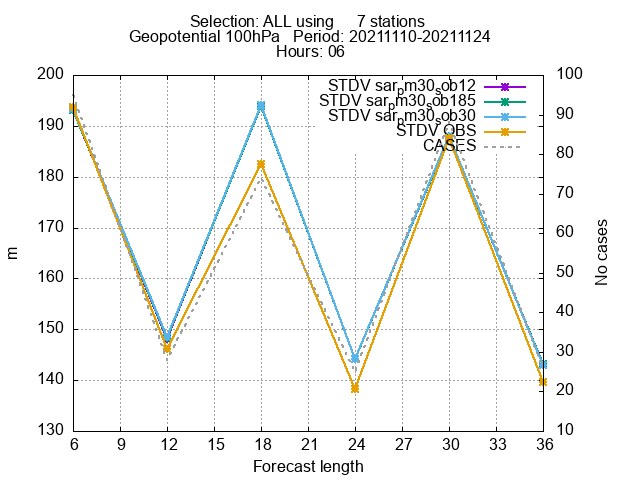 Selection: ALL using     7 stations
Geopotential 100hPa   Period: 20211110-20211124
Hours: 06
200
190
180
170
160
150
140
130
m
6 9 12 15 18 21 24 27 30 33 36
Forecast length
100
90
80
70
60
50
40
30
20
10
No cases
STDV sar_pm30_sob12
STDV sar_pm30_sob185
STDV sar_pm30_sob30
STDV OBS
CASES